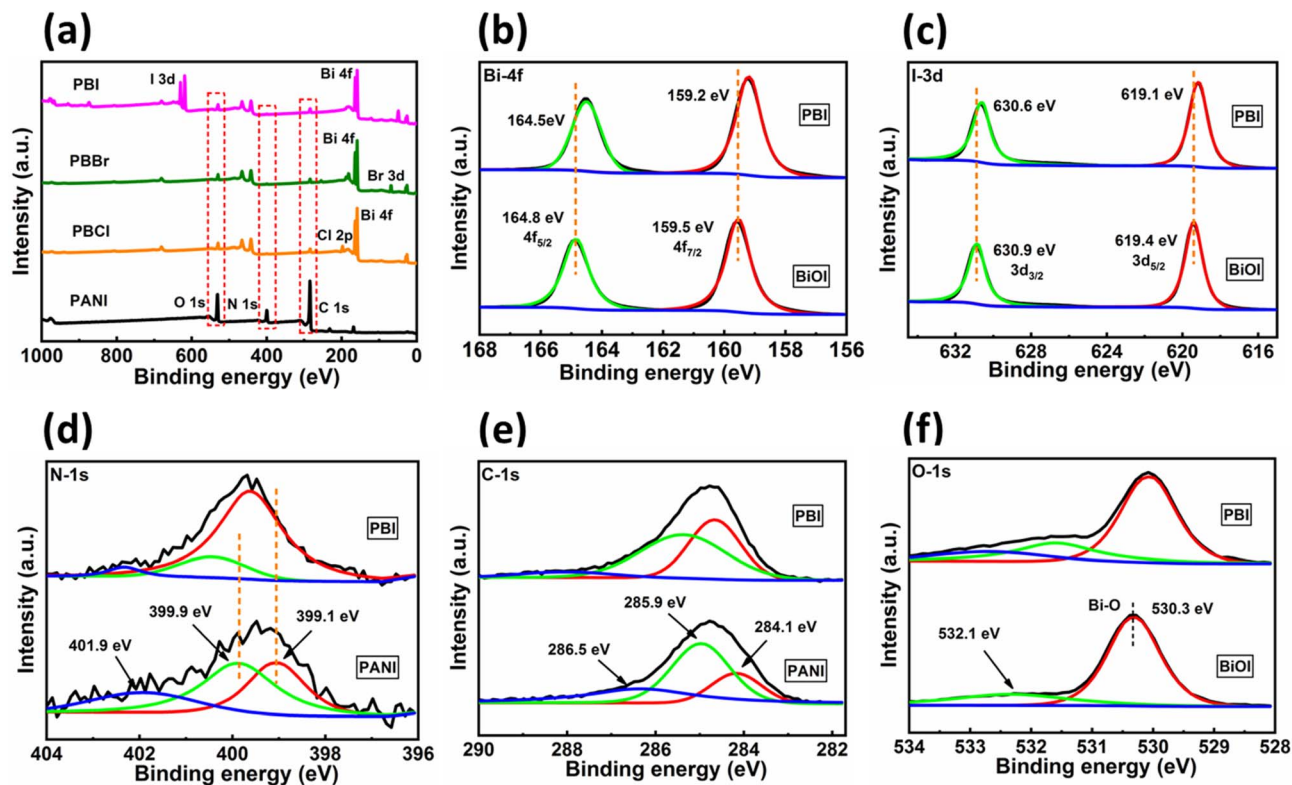 (a)
PBI
I 3d
Bi 4f
PBBr
Bi 4f
Br 3d
PBCl
Bi 4f
Cl 2p
PANI
O 1s
N 1s
C 1s
1000 800 600 400 200 0
Binding energy (eV)
Intensity (a.u.)
(b)
Bi-4f
159.2 eV
164.5eV
PBI
164.8 eV
4f5/2
159.5 eV
4f7/2
BiOI
168 166 164 162 160 158 156
Binding energy (eV)
Intensity (a.u.)
(c)
I-3d
630.6 eV
619.1 eV
PBI
630.9 eV
3d3/2
619.4 eV
3d5/2
BiOI
632 628 624 620 616
Binding energy (eV)
Intensity (a.u.)
(d)
N-1s
PBI
399.9 eV
399.1 eV
401.9 eV
PANI
404 402 400 398 396
Binding energy (eV)
Intensity (a.u.)
(e)
C-1s
PBI
285.9 eV
284.1 eV
286.5 eV
PANI
290 288 286 284 282
Binding energy (eV)
Intensity (a.u.)
(f)
O-1s
PBI
Bi-O
530.3 eV
532.1 eV
BiOI
534 533 532 531 530 529 528
Binding energy (eV)
Intensity (a.u.)